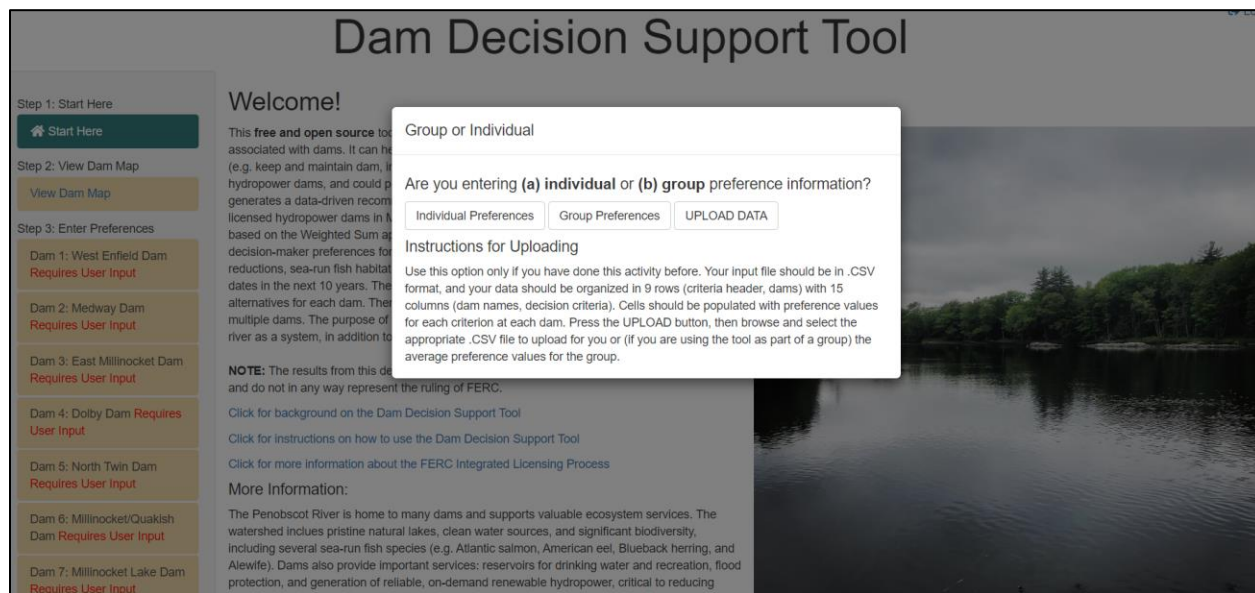 Dam Decision Support Tool
Step 1: Start Here
Start Here
Step 2: View Dam Map
View Dam Map
Step 3: Enter Preferences
Dam 1: West Enfield Dam
Requires User Input
Dam 2: Medway Dam
Requires User Input
Dam 3: East Millinocket Dam
Requires User Input
Dam 4: Dolby Dam Requires
User Input
Dam 5: North Twin Dam
Requires User Input
Dam 6: Millinocket/Quakish
Dam Requires User Input
Dam 7: Millinocket Lake Dam
Requires User Input
Welcome!
This free and open source
associated with dams. It can
(e.g. keep and maintain dam,
hydropower dams, and could
generates a data-driven
licensed hydropower dams in
based on the Weighted Sum
decision-maker preferences for
reductions, sea-run fish habitat
dates in the next 10 years. The
alternatives for each dam.
multiple dams. The purpose of
river as a system, in addition to
NOTE: The results from this
and do not in any way represent the ruling of FERC.
Click for background on the Dam Decision Support Tool
Click for instructions on how to use the Dam Decision Support Tool
Click for more information about the FERC Integrated Licensing Process
More Information:
The Penobscot River is home to many dams and supports valuable ecosystem services. The
watershed inclues pristine natural lakes, clean water sources, and significant biodiversity,
including several sea-run fish species (e.g. Atlantic salmon, American eel, Blueback herring, and
Alewife). Dams also provide important services: reservoirs for drinking water and recreation, flood
protection, and generation of reliable, on-demand renewable hydropower, critical to reducing
Group or Individual
Are you entering (a) individual or (b) group preference information?
Individual Preferences
Group Preferences
UPLOAD DATA
Instructions for Uploading
Use this option only if you have done this activity before. Your input file should be in .CSV
format, and your data should be organized in 9 rows (criteria header, dams) with 15
columns (dam names, decision criteria). Cells should be populated with preference values
for each criterion at each dam. Press the UPLOAD button, then browse and select the
appropriate .CSV file to upload for you or (if you are using the tool as part of a group) the
average preference values for the group.